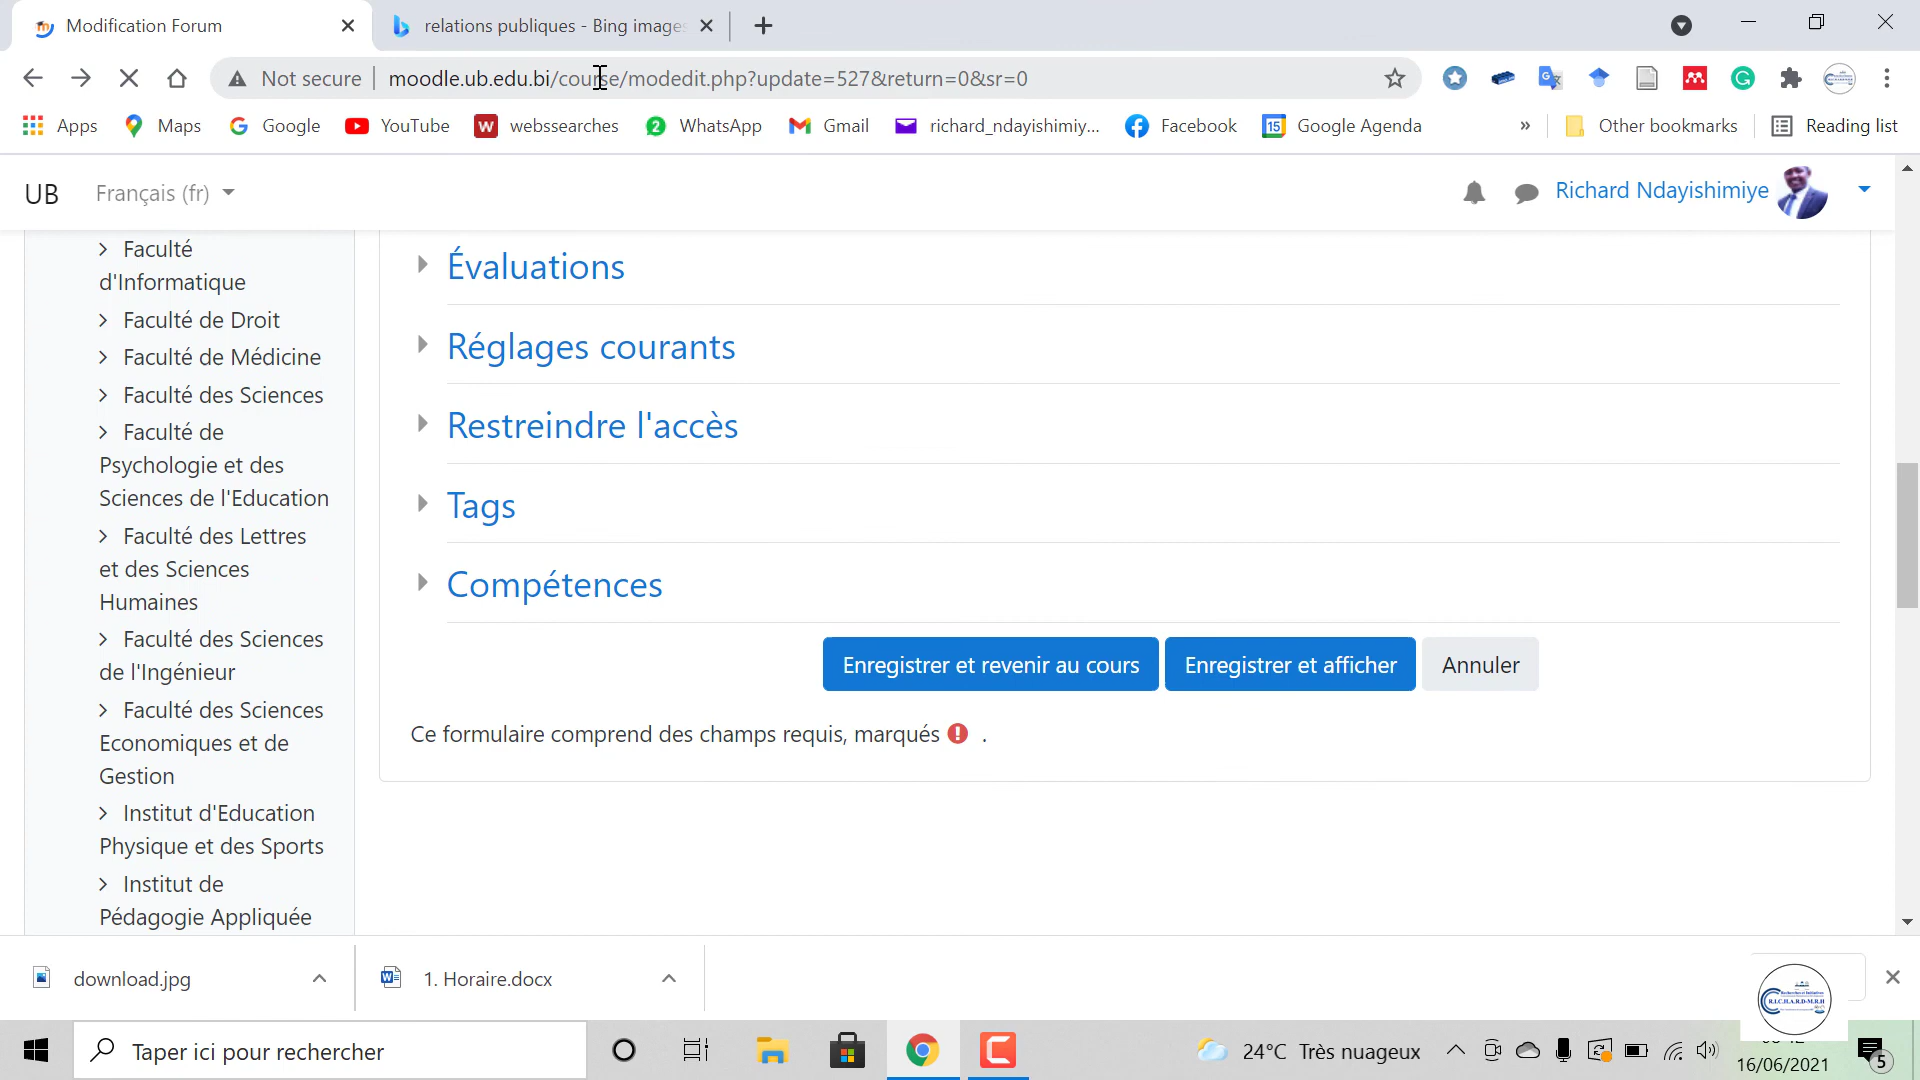 Modification Forum
relations publiques - Bing images
Not secure
moodle.ub.edu.bi/course/modedit.php?update=527&return=0&sr=0
Apps
Maps
Google
YouTube
webssearches
WhatsApp
Gmail
richard_ndayishimiy...
Facebook
Google Agenda
»
Other bookmarks
Reading list
UB
Français (fr)
Richard Ndayishimiye
Faculté
d'Informatique
Faculté de Droit
Faculté de Médicine
Faculté des Sciences
Faculté de
Psychologie et des
Sciences de l'Education
Faculté des Lettres
et des Sciences
Humaines
Faculté des Sciences
de l'Ingénieur
Faculté des Sciences
Economiques et de
Gestion
Institut d'Education
Physique et des Sports
Institut de
Pédagogie Appliquée
Évaluations
Réglages courants
Restreindre l'accès
Tags
Compétences
Enregistrer et revenir au cours
Enregistrer et afficher
Annuler
Ce formulaire comprend des champs requis, marqués .
download.jpg
1. Horaire.docx
R.I.C.H.A.R.D-M.R.H
Taper ici pour rechercher
24°C Très nuageux
16/06/2021
5